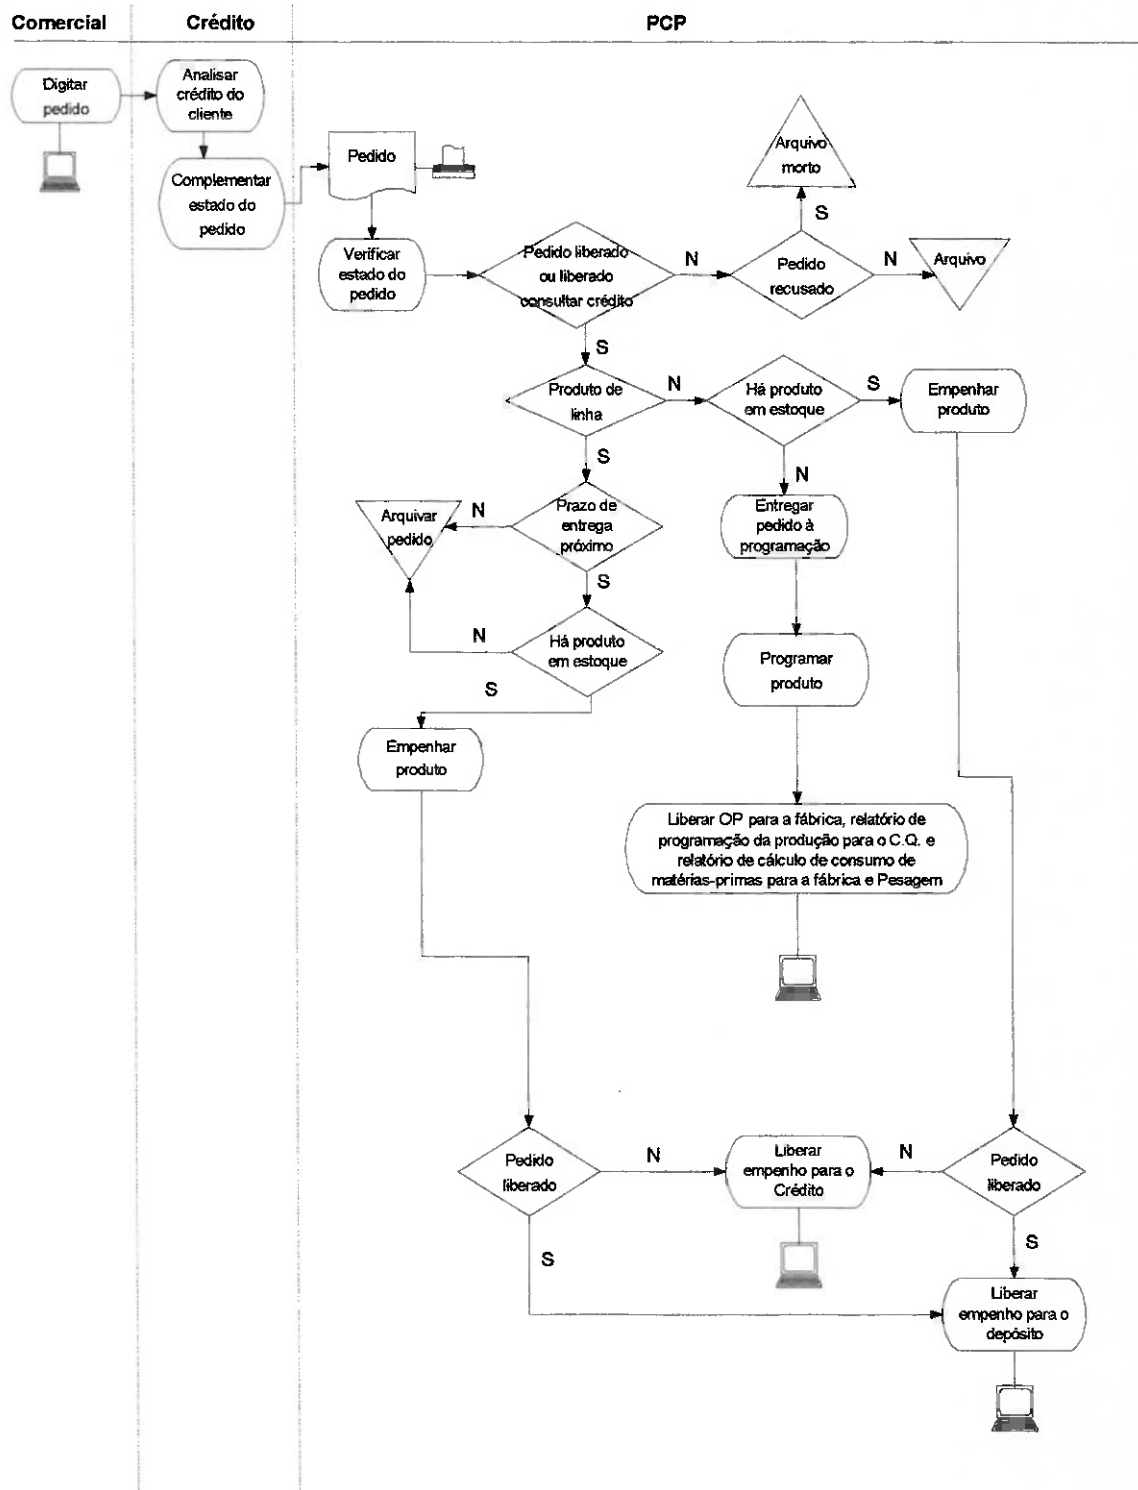 Comercial
Crédito
PCP
Digitar
pedido
Analisar
crédito do
cliente
Complementar
estado do
pedido
Pedido
Verificar
estado do
pedido
Pedido liberado
ou liberado
consultar crédito
N
Pedido
recusado
S
Arquivo
morto
N
Arquivo
S
Produto de
linha
N
Há produto
em estoque
S
Empenhar
produto
S
N
Prazo de
entrega
próximo
N
Arquivar
pedido
Entregar
pedido à
programação
S
Há produto
em estoque
N
Programar
produto
S
Empenhar
produto
Liberar OP para a fábrica, relatório de
programação da produção para o C.Q. e
relatório de cálculo de consumo de
matérias-primas para a fábrica e Pesagem
Pedido
liberado
N
Liberar
empenho para o
Crédito
N
Pedido
liberado
S
S
Liberar
empenho para o
depósito